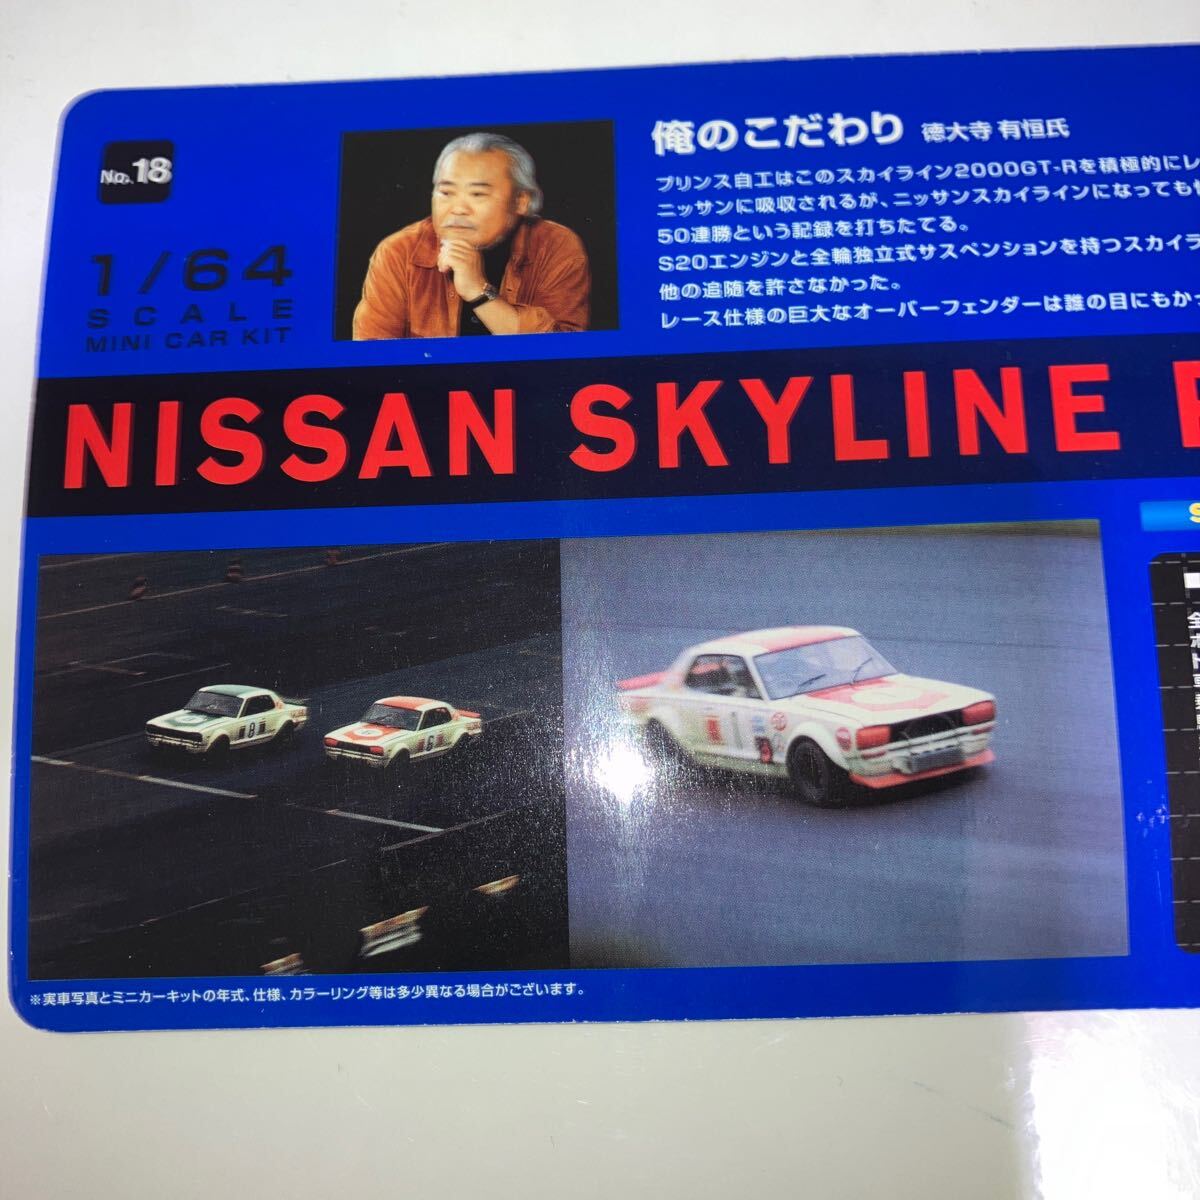 No.18
1/64
SCALE
MINI CAR KIT
俺のこだわり 徳大寺 有恒氏
プリンス自工はこのスカイライン2000GT-Rを積極的にレ
ニッサンに吸収されるが、ニッサンスカイラインになっても
50連勝という記録を打ちたてる。
S20エンジンと全輪独立式サスペンションを持つスカイラ
他の追随を許さなかった。
レース仕様の巨大なオーバーフェンダーは誰の目にもか
NISSAN SKYLINE
8
6
※実車写真とミニカーキットの年式、仕様、カラーリング等は多少異なる場合がございます。